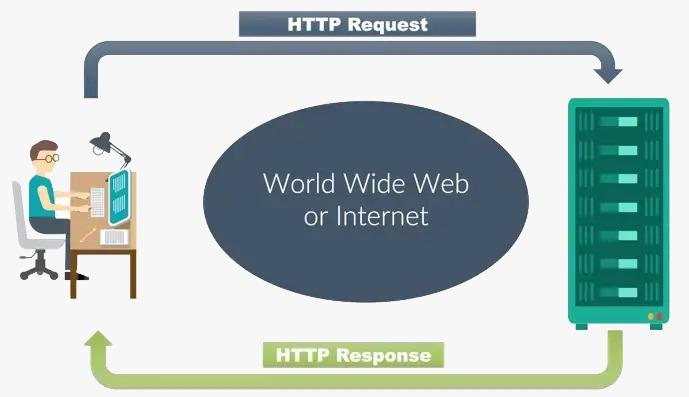 HTTP Request
World Wide Web
or Internet
HTTP Response